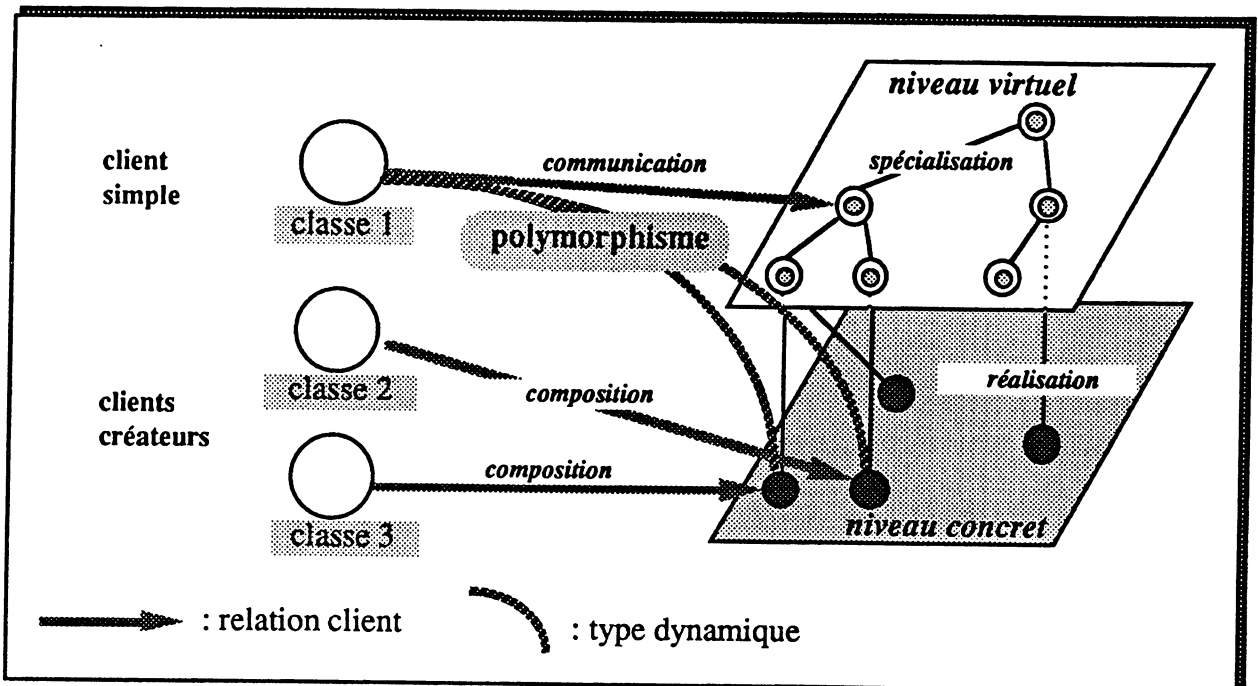 niveau virtuel
client
simple
communication
spécialisation
classe 1
polymorphisme
réalisation
classe 2
composition
clients
créateurs
composition
classe 3
niveau concret
: relation client
: type dynamique